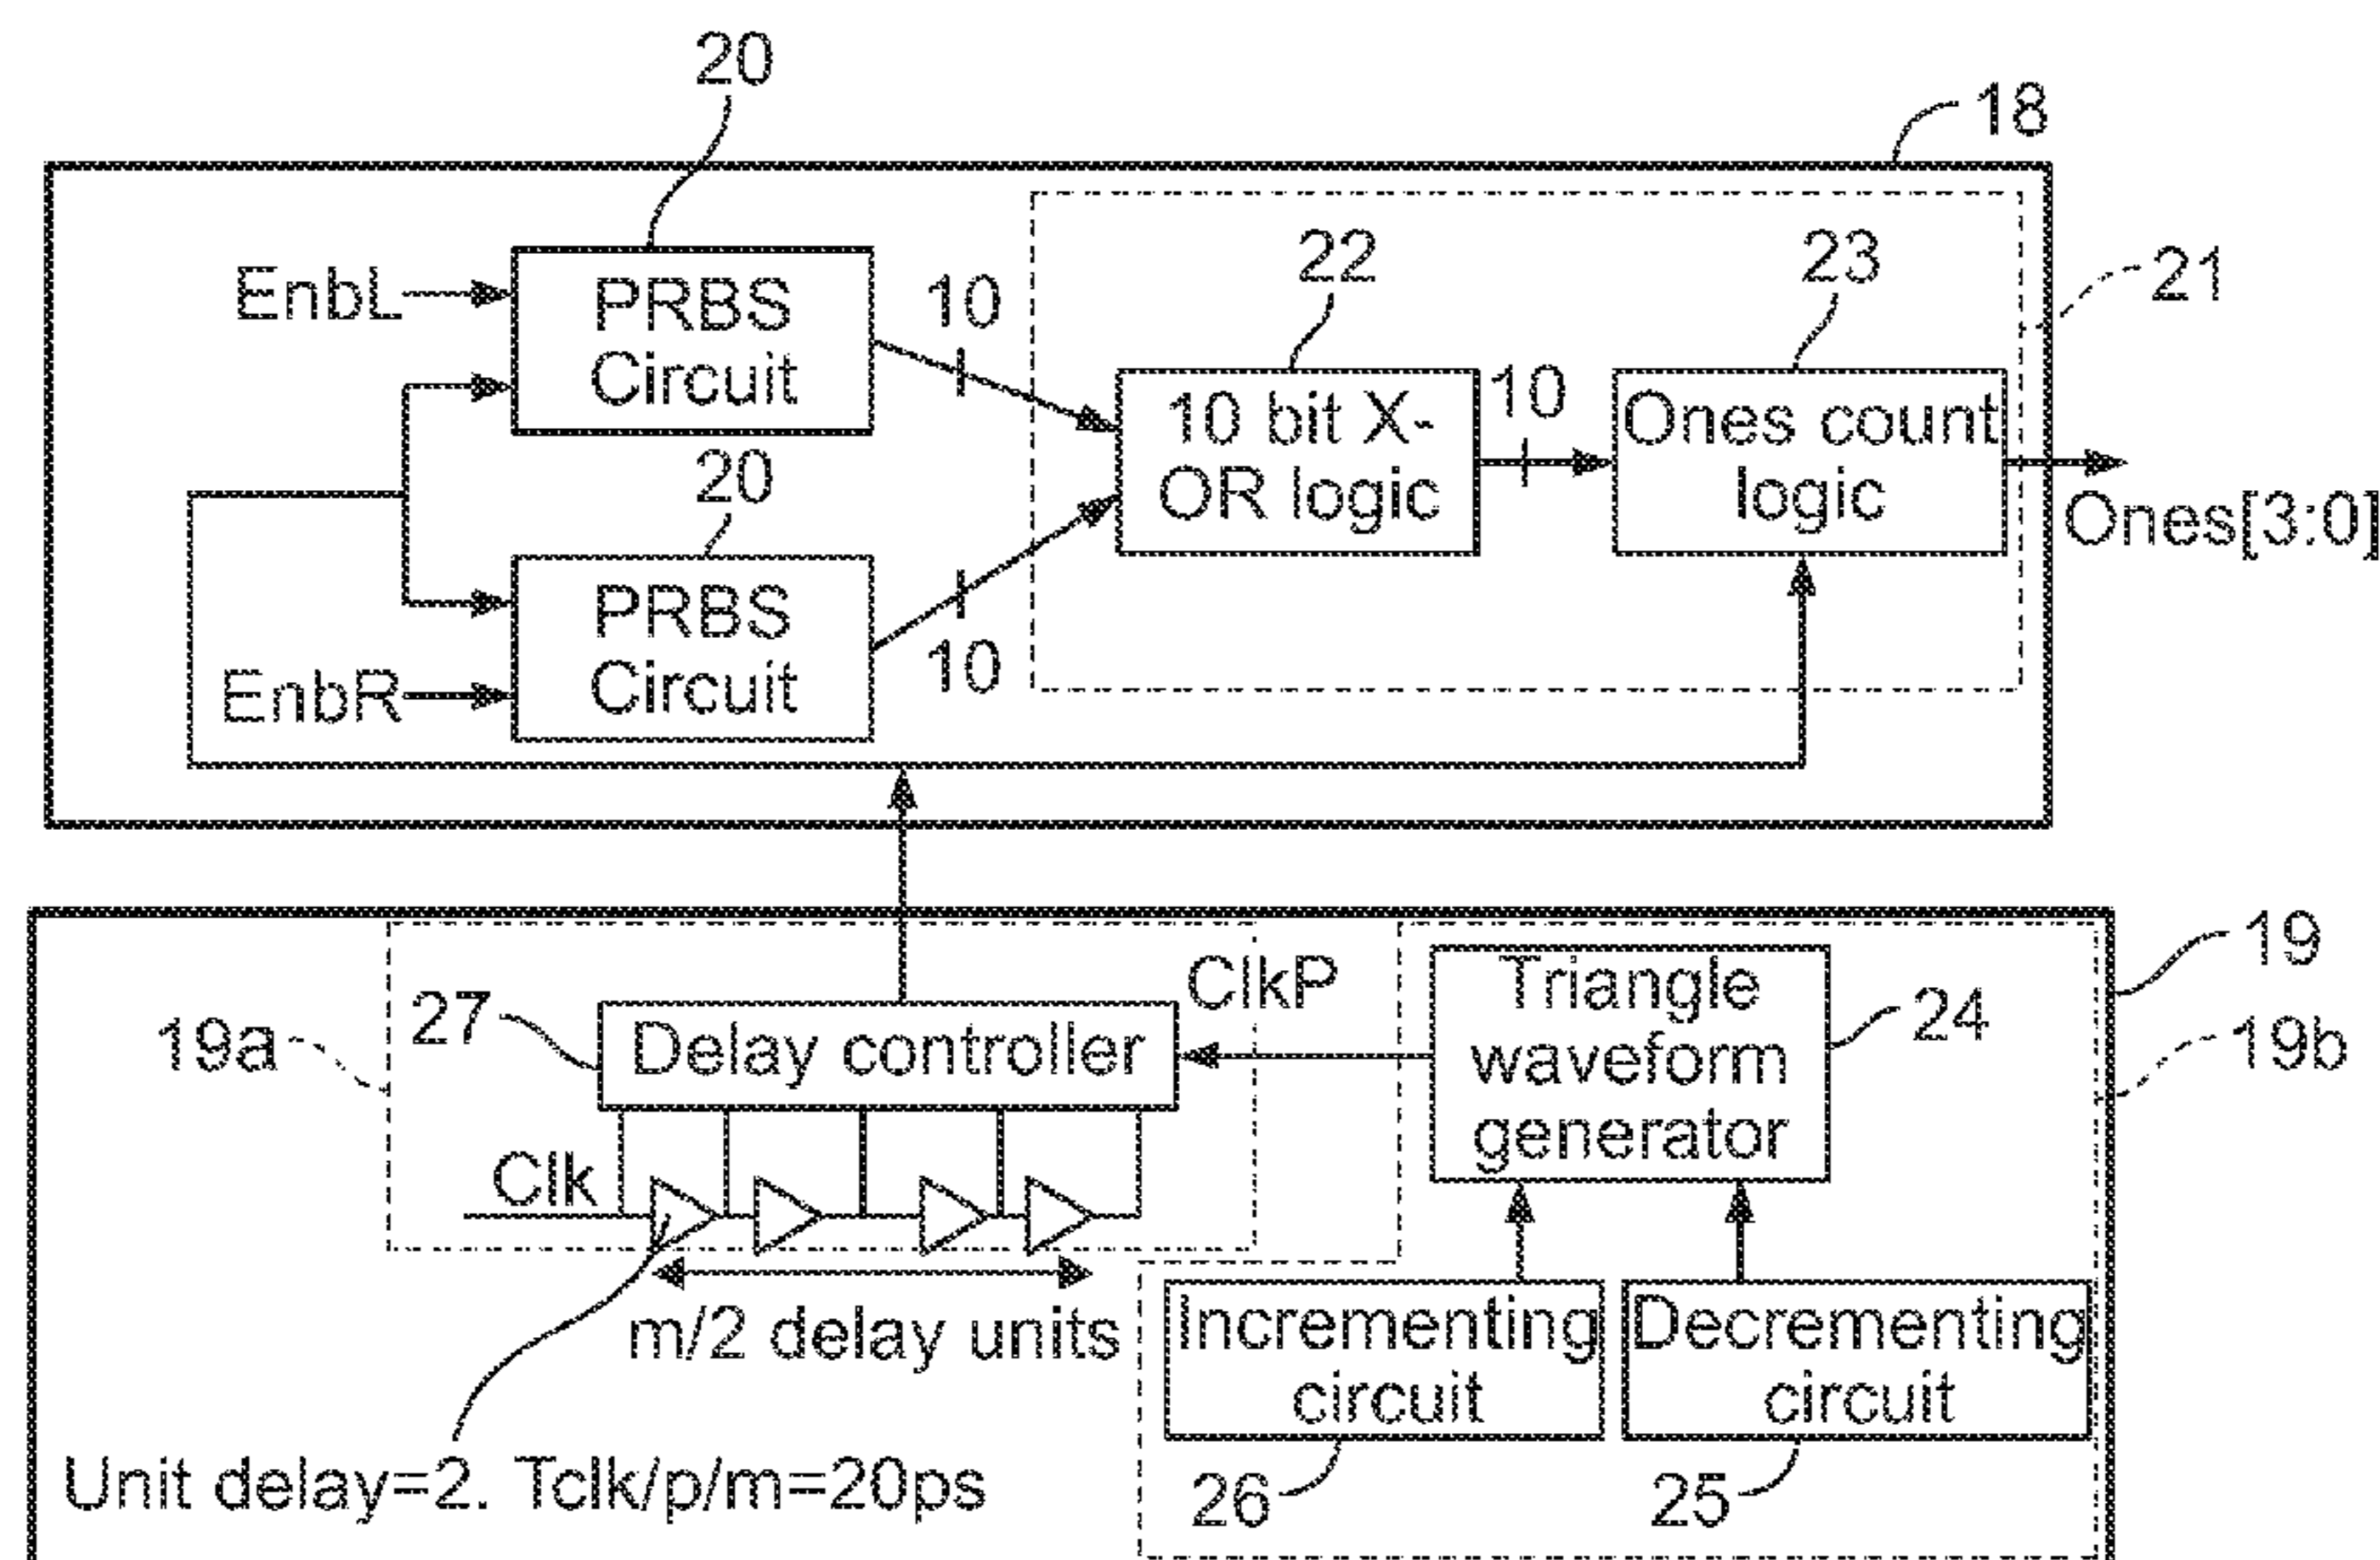 20
18
EnbL
PRBS
Circuit
10
22
23
21
10 bit X-
OR logic
10
Ones count
logic
Ones[3:0]
20
PRBS
Circuit
10
EnbR
19
19a
27
Delay controller
ClkP
Triangle
waveform
generator
24
19b
Clk
m/2 delay units
Incrementing
circuit
Decrementing
circuit
Unit delay=2. Tclk/p/m=20ps
26
25